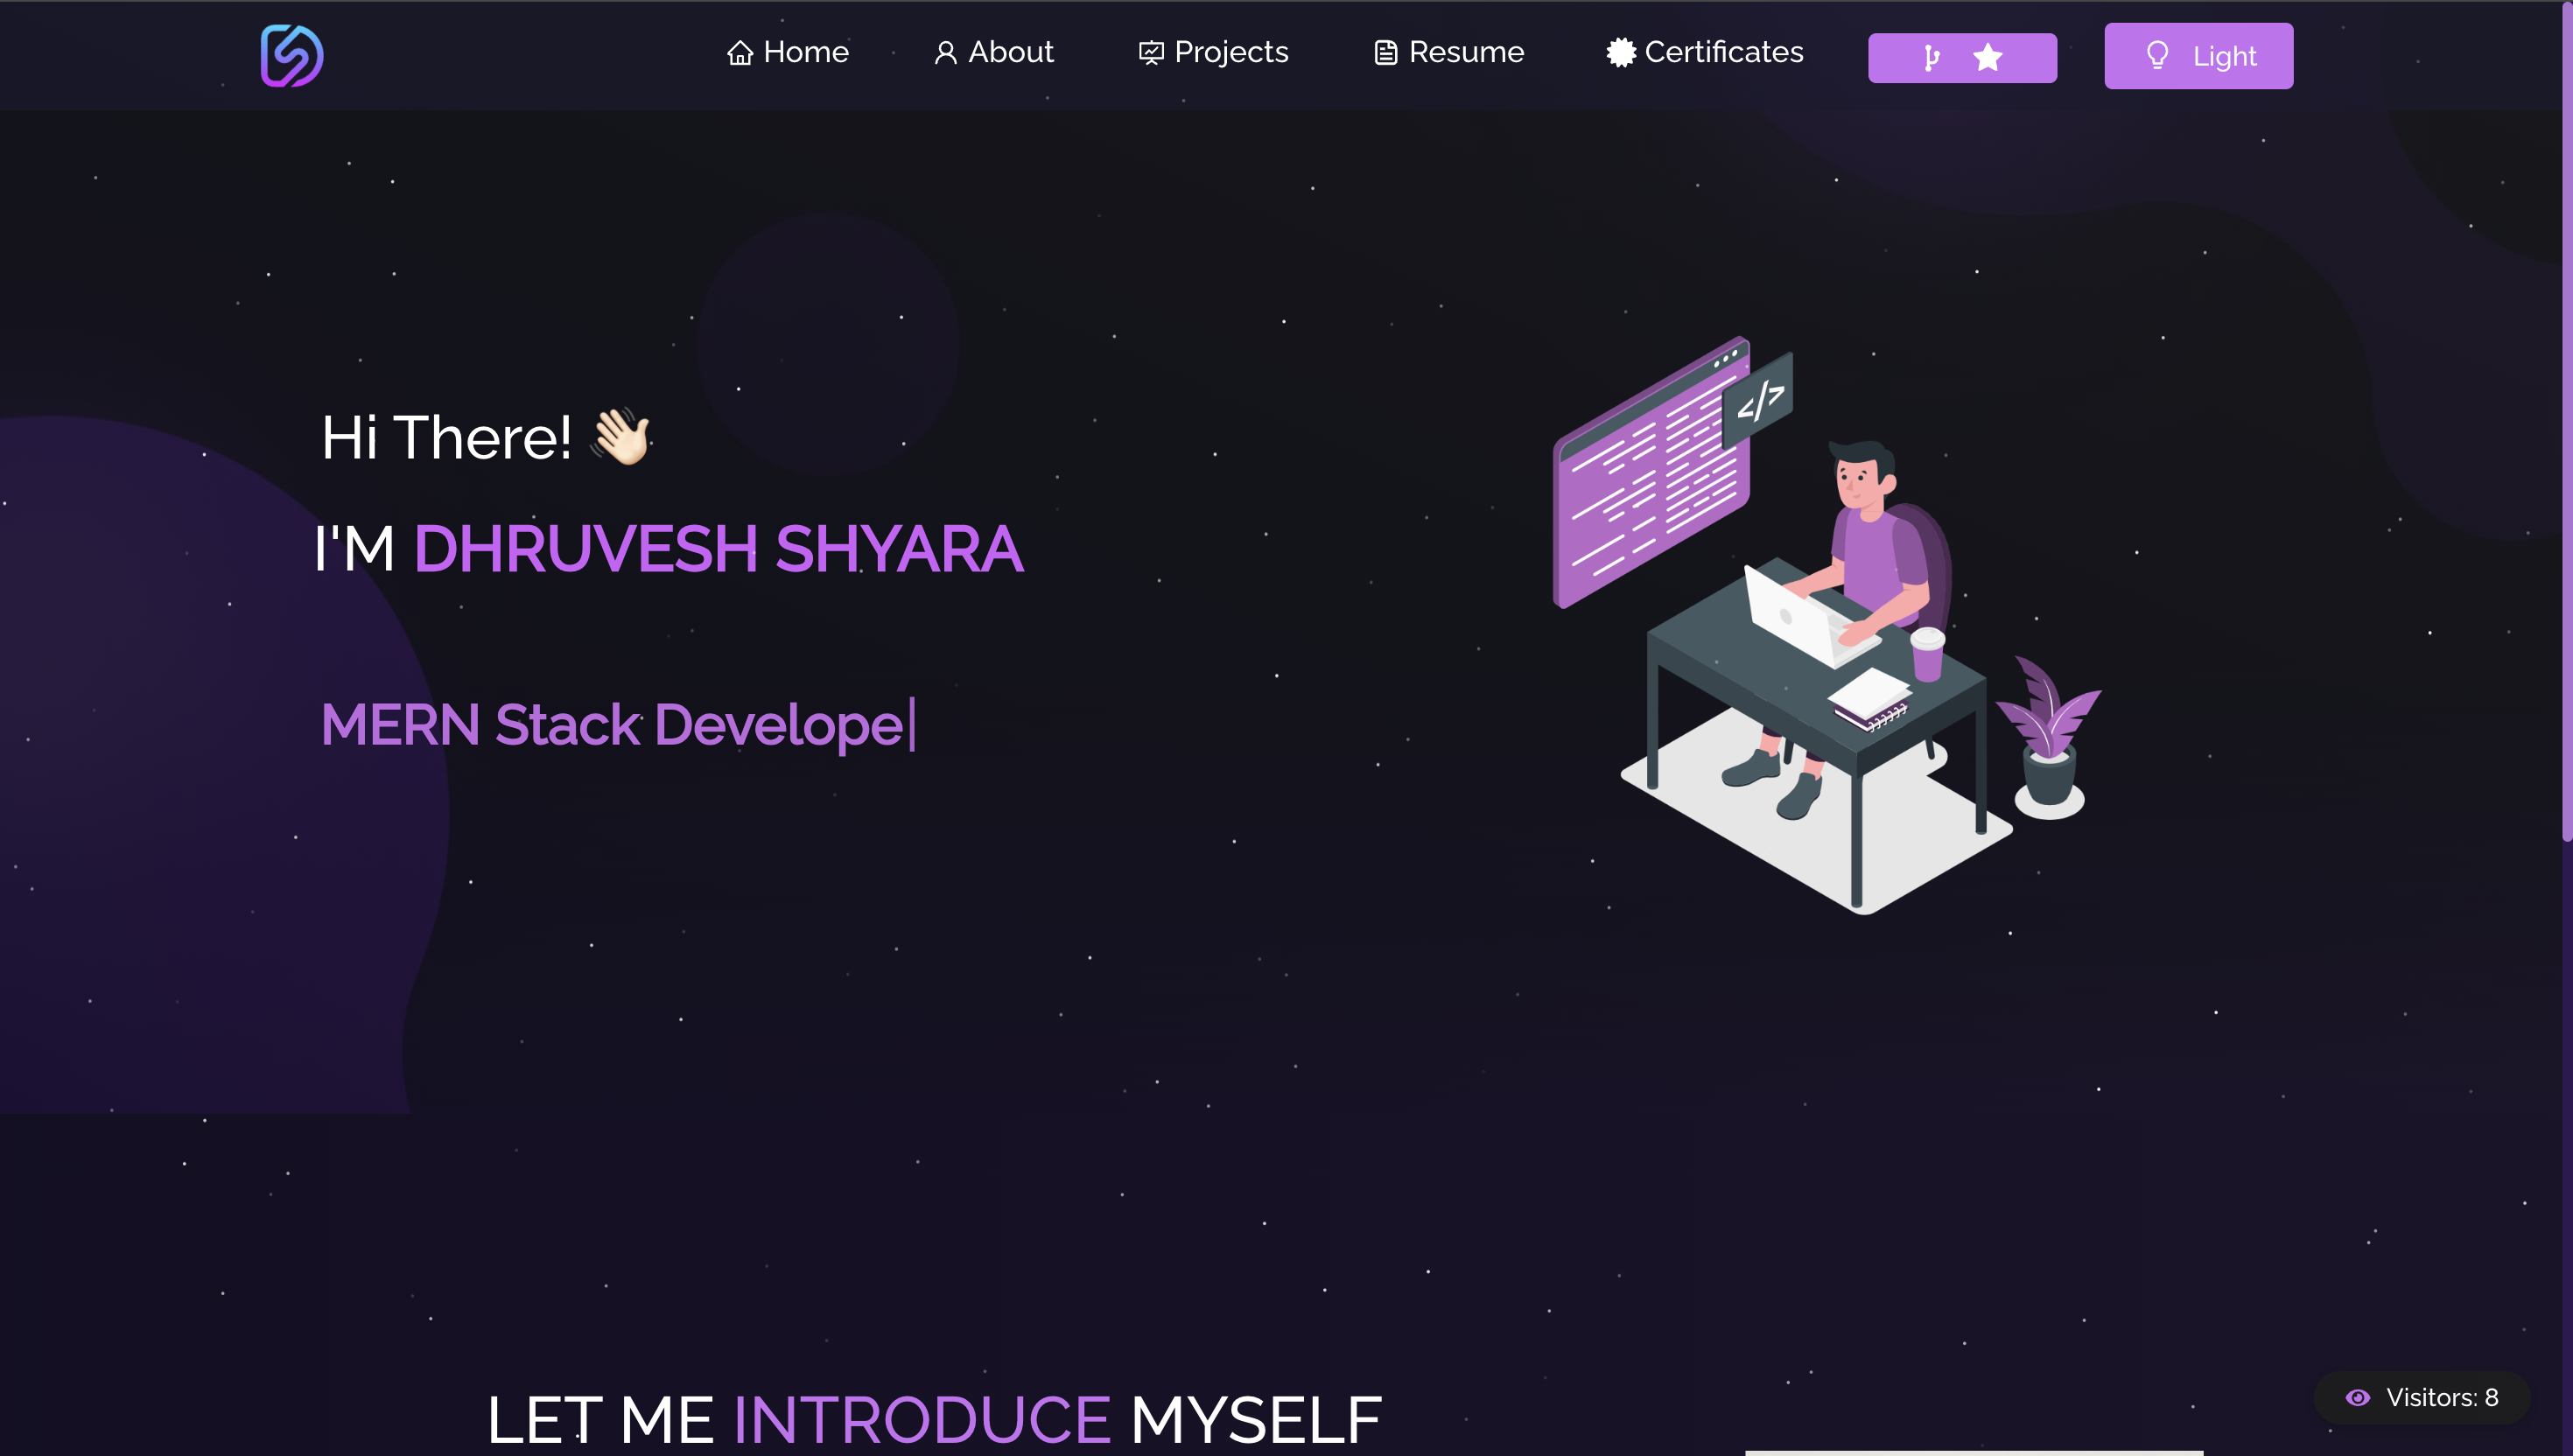 Home About Projects Resume Certificates Light
Hi There! 👋🏻
I'M DHRUVESH SHYARA
</>
MERN Stack Develope|
LET ME INTRODUCE MYSELF
Visitors: 8